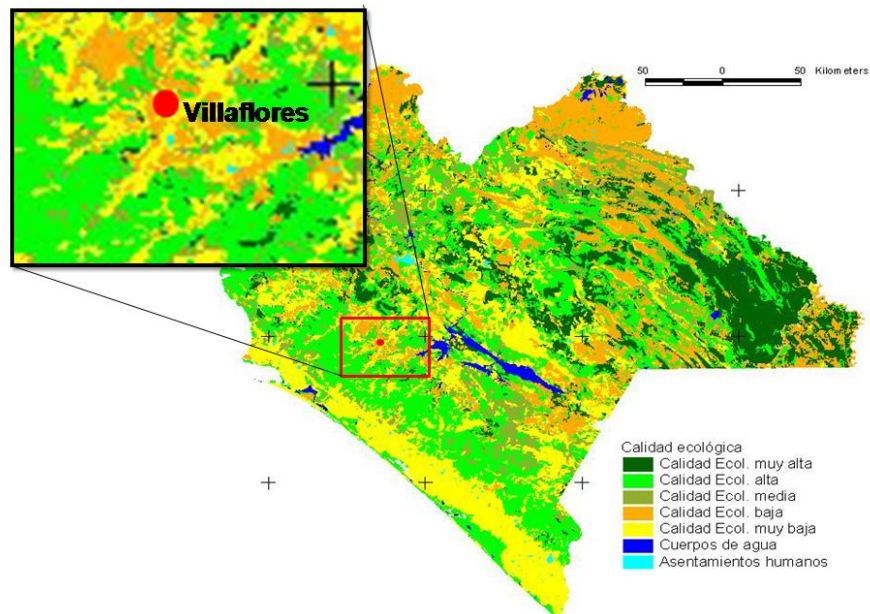 Villaflores
50 0 50 Kilometers
Calidad ecológica
Calidad Ecol. muy alta
Calidad Ecol. alta
Calidad Ecol. media
Calidad Ecol. baja
Calidad Ecol. muy baja
Cuerpos de agua
Asentamientos humanos